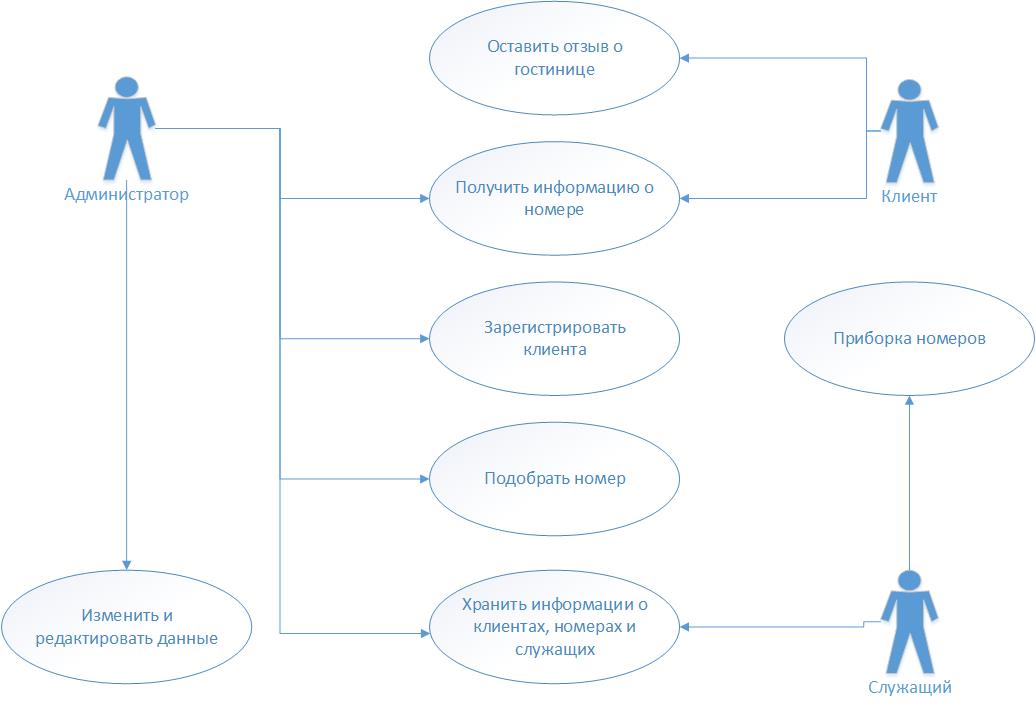 Оставить отзыв о
гостинице
Администратор
Получить информацию о
номере
Клиент
Зарегистрировать
клиента
Приборка номеров
Подобрать номер
Изменить и
редактировать данные
Хранить информации о
клиентах, номерах и
служащих
Служащий